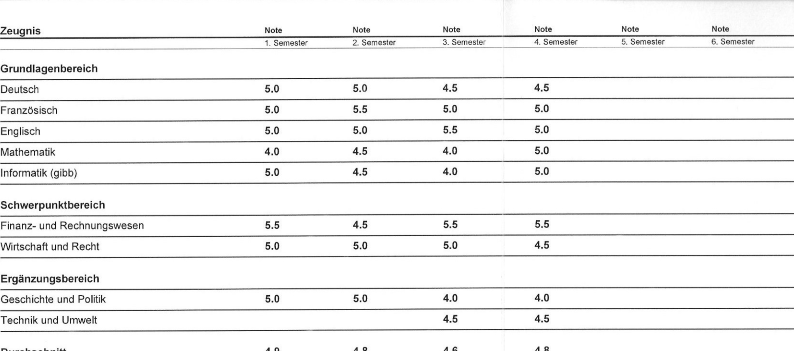 Zeugnis Note Note Note Note Note Note
1. Semester 2. Semester 3. Semester 4. Semester 5. Semester 6. Semester
Grundlagenbereich
Deutsch 5.0 5.0 4.5 4.5
Französisch 5.0 5.5 5.0 5.0
Englisch 5.0 5.0 5.5 5.0
Mathematik 4.0 4.5 4.0 5.0
Informatik (gibb) 5.0 4.5 4.0 5.0
Schwerpunktbereich
Finanz- und Rechnungswesen 5.5 4.5 5.5 5.5
Wirtschaft und Recht 5.0 5.0 5.0 4.5
Ergänzungsbereich
Geschichte und Politik 5.0 5.0 4.0 4.0
Technik und Umwelt 4.5 4.5
Durchschnitt 4.9 4.8 4.6 4.8